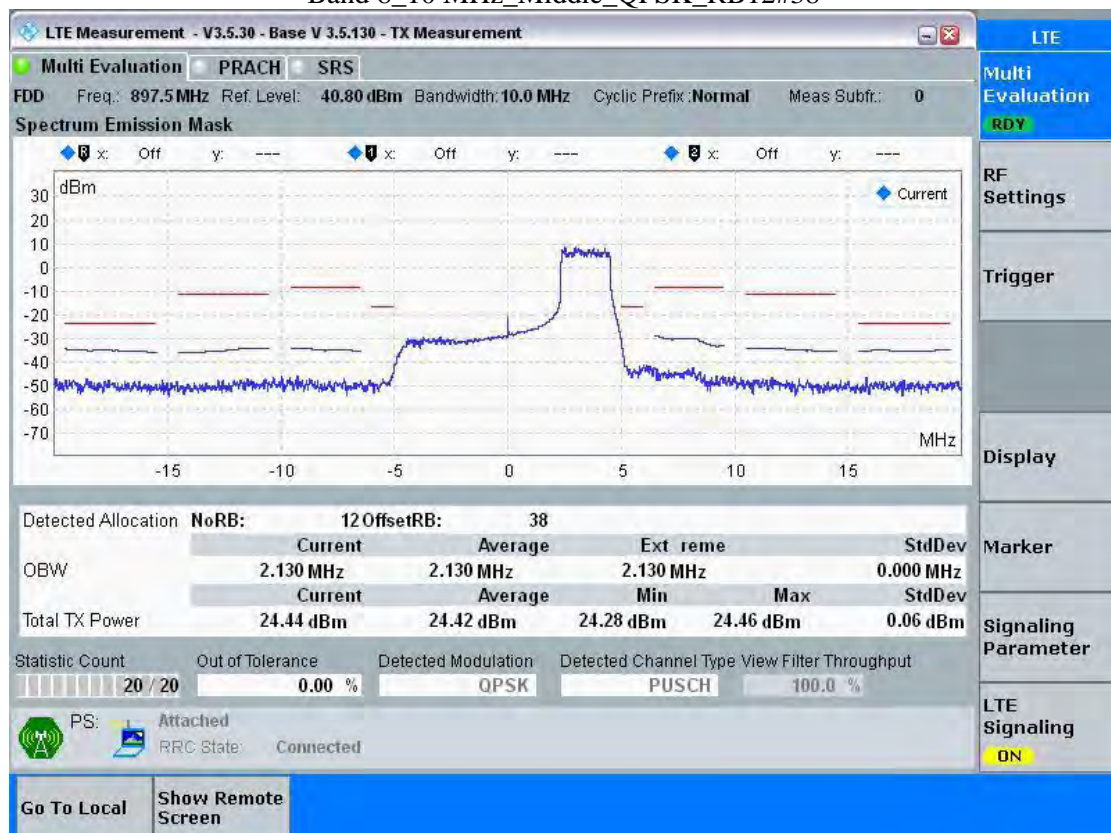 Band 8_10 MHz_Middle_QPSK_RB12#38
LTE Measurement - V3.5.30 - Base V 3.5.130 - TX Measurement
LTE
Multi Evaluation PRACH SRS
Multi Evaluation
RDY
FDD Freq.: 897.5 MHz Ref. Level: 40.80 dBm Bandwidth: 10.0 MHz Cyclic Prefix :Normal Meas Subfr.: 0
Spectrum Emission Mask
R x: Off y: --- 1 x: Off y: --- 2 x: Off y: ---
dBm
Current
30
20
10
0
-10
-20
-30
-40
-50
-60
-70
MHz
-15 -10 -5 0 5 10 15
RF
Settings
Trigger
Display
Marker
Signaling
Parameter
LTE
Signaling
ON
Detected Allocation NoRB: 12 OffsetRB: 38
Current Average Ext reme StdDev
OBW 2.130 MHz 2.130 MHz 2.130 MHz 0.000 MHz
Current Average Min Max StdDev
Total TX Power 24.44 dBm 24.42 dBm 24.28 dBm 24.46 dBm 0.06 dBm
Statistic Count Out of Tolerance Detected Modulation Detected Channel Type View Filter Throughput
20 / 20 0.00 % QPSK PUSCH 100.0 %
PS: Attached
RRC State: Connected
Go To Local
Show Remote
Screen